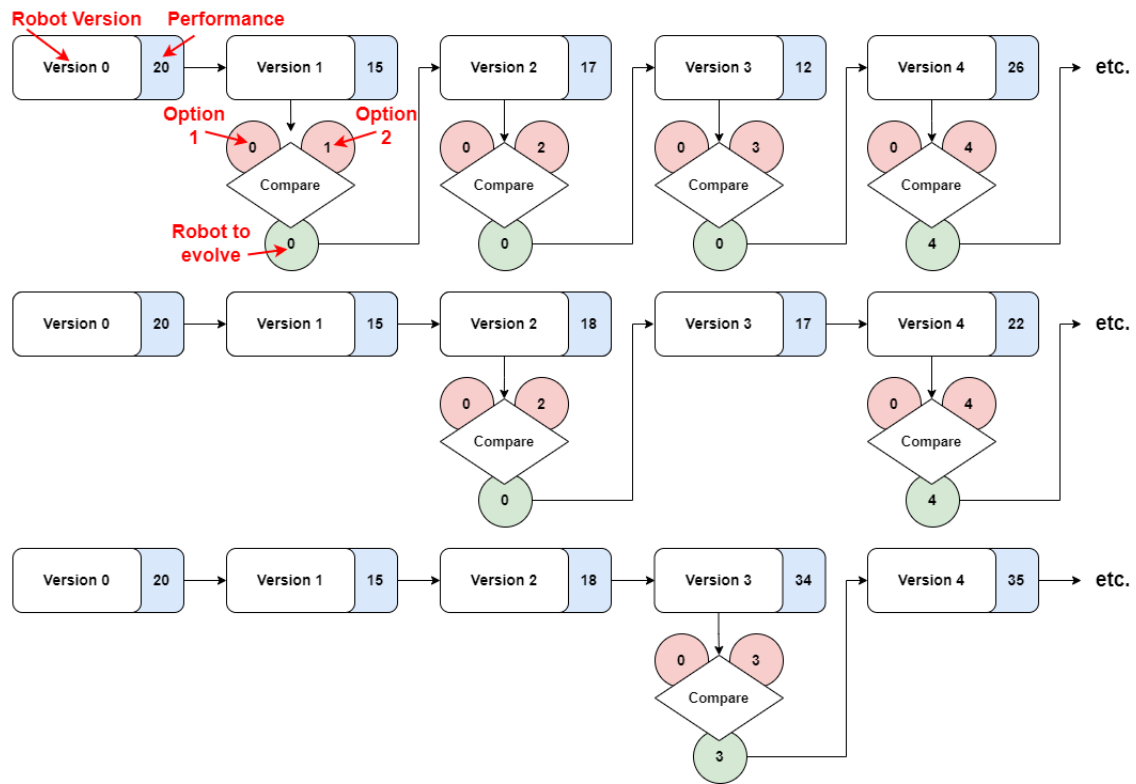 Robot Version
Performance
Version 0 20
Version 1 15
Version 2 17
Version 3 12
Version 4 26
etc.
Option
1
Option
2
0 1
0 2
0 3
0 4
Compare
Compare
Compare
Compare
Robot to
evolve
0
0
0
4
Version 0 20
Version 1 15
Version 2 18
Version 3 17
Version 4 22
etc.
0 2
0 4
Compare
Compare
0
4
Version 0 20
Version 1 15
Version 2 18
Version 3 34
Version 4 35
etc.
0 3
Compare
3